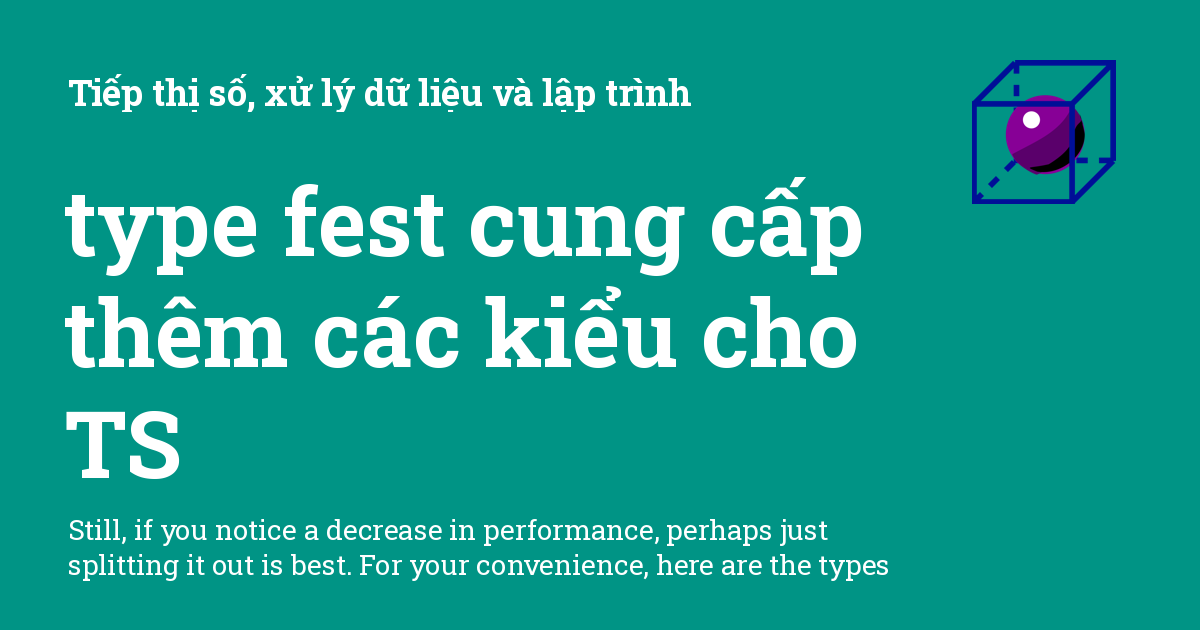 Tiếp thị số, xử lý dữ liệu và lập trình
type fest cung cấp
thêm các kiểu cho
TS
Still, if you notice a decrease in performance, perhaps just
splitting it out is best. For your convenience, here are the types